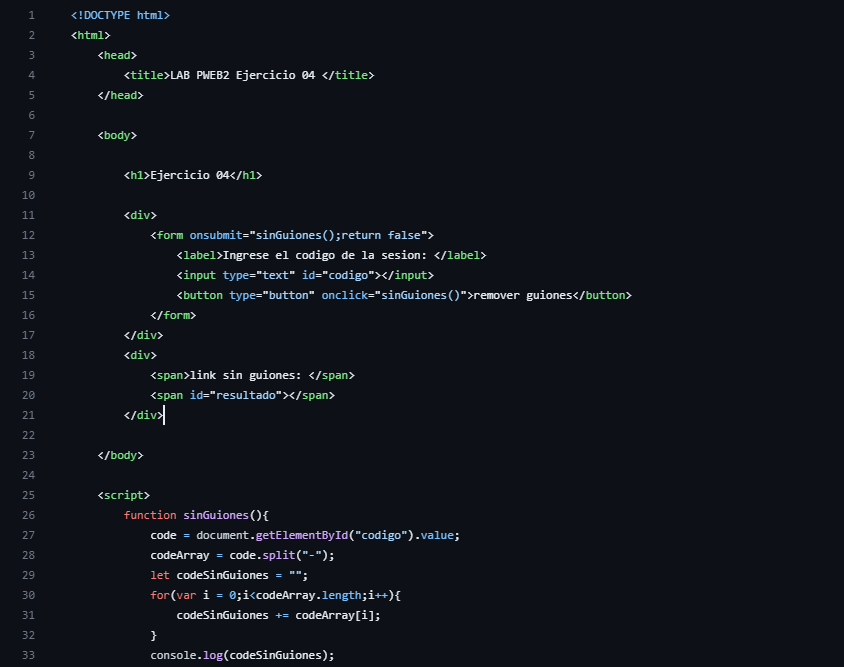 1 <!DOCTYPE html>
2 <html>
3     <head>
4         <title>LAB PWEB2 Ejercicio 04 </title>
5     </head>
6
7     <body>
8
9         <h1>Ejercicio 04</h1>
10
11         <div>
12             <form onsubmit="sinGuiones();return false">
13                 <label>Ingrese el codigo de la sesion: </label>
14                 <input type="text" id="codigo"></input>
15                 <button type="button" onclick="sinGuiones()">remover guiones</button>
16             </form>
17         </div>
18         <div>
19             <span>link sin guiones: </span>
20             <span id="resultado"></span>
21         </div>
22
23     </body>
24
25     <script>
26         function sinGuiones(){
27             code = document.getElementById("codigo").value;
28             codeArray = code.split("-");
29             let codeSinGuiones = "";
30             for(var i = 0;i<codeArray.length;i++){
31                 codeSinGuiones += codeArray[i];
32             }
33             console.log(codeSinGuiones);